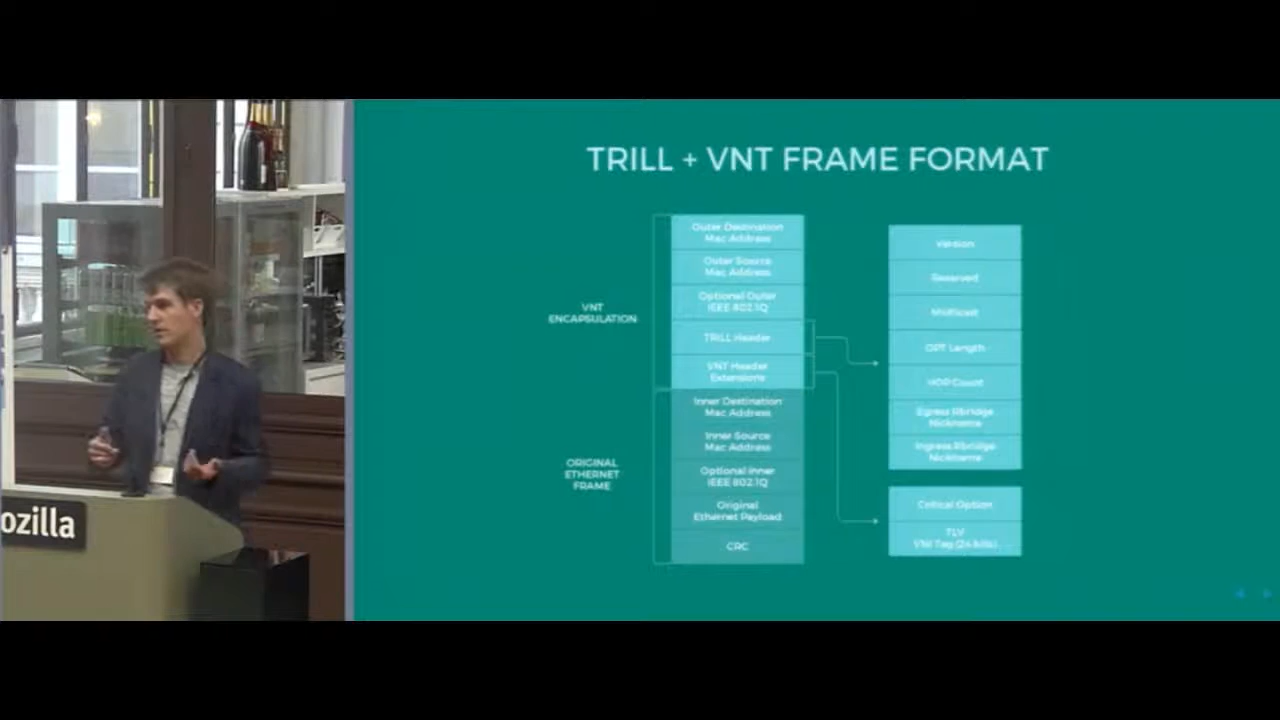 TRILL + VNT FRAME FORMAT
VNT
ENCAPSULATION
Outer Destination
Mac Address
Outer Source
Mac Address
Optional Outer
IEEE 802.1Q
TRILL Header
VNT Header
Extensions
ORIGINAL
ETHERNET
FRAME
Inner Destination
Mac Address
Inner Source
Mac Address
Optional Inner
IEEE 802.1Q
Original
Ethernet Payload
CRC
Version
Reserved
Multicast
OPT Length
HOP Count
Egress Rbridge
Nickname
Ingress Rbridge
Nickname
Critical Option
TLV
VNI Tag (24 bits)
ozilla